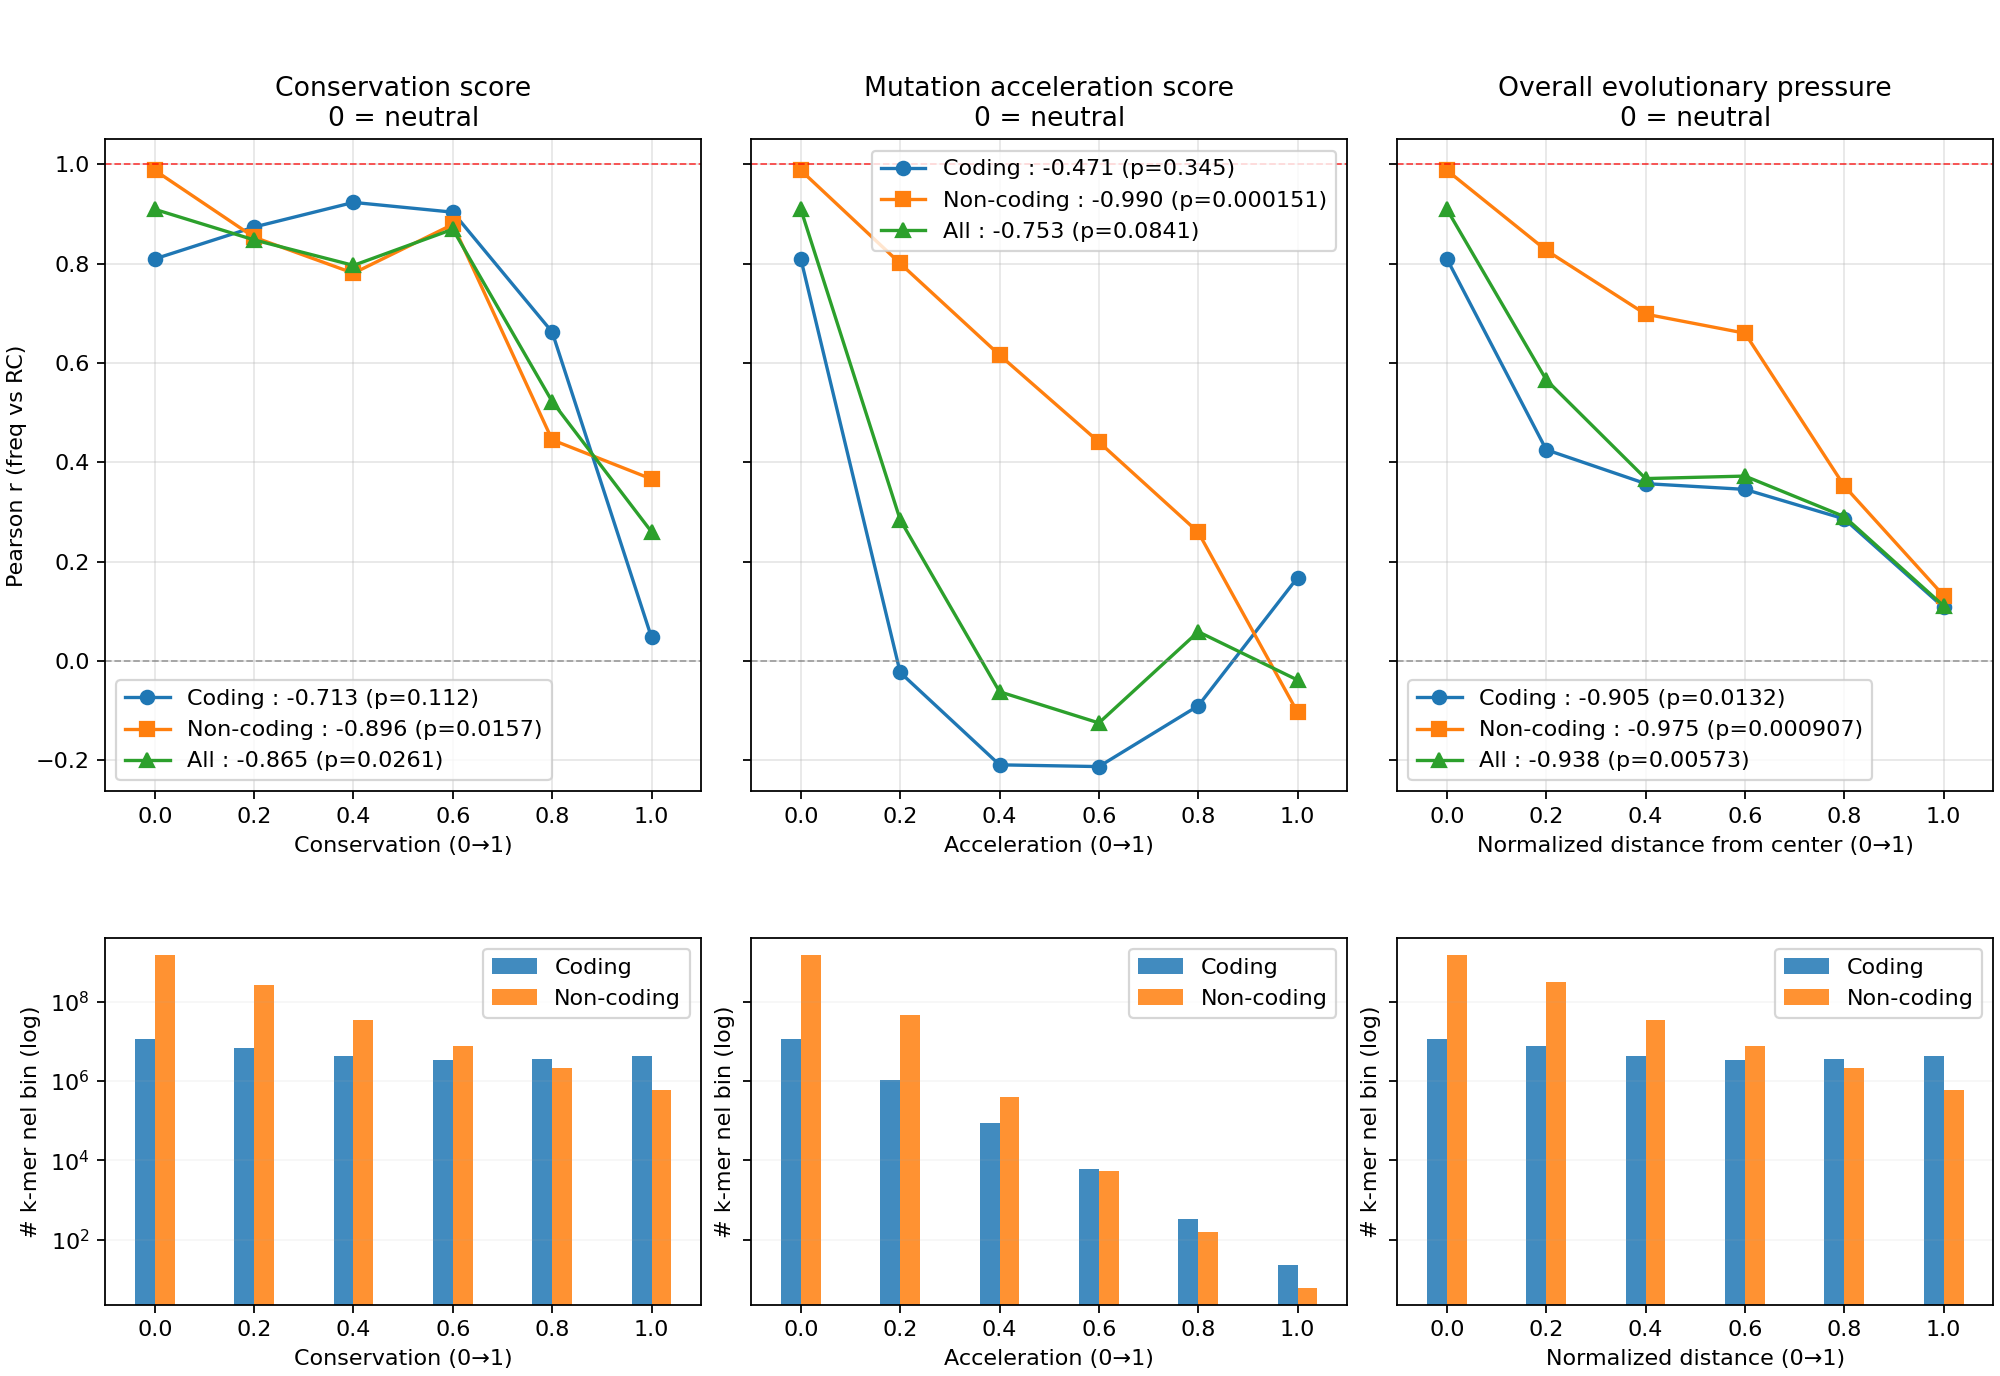 Conservation score
0 = neutral
Pearson r (freq vs RC)
1.0
0.8
0.6
0.4
0.2
0.0
−0.2
Coding : -0.713 (p=0.112)
Non-coding : -0.896 (p=0.0157)
All : -0.865 (p=0.0261)
0.0 0.2 0.4 0.6 0.8 1.0
Conservation (0→1)
Mutation acceleration score
0 = neutral
Coding : -0.471 (p=0.345)
Non-coding : -0.990 (p=0.000151)
All : -0.753 (p=0.0841)
0.0 0.2 0.4 0.6 0.8 1.0
Acceleration (0→1)
Overall evolutionary pressure
0 = neutral
Coding : -0.905 (p=0.0132)
Non-coding : -0.975 (p=0.000907)
All : -0.938 (p=0.00573)
0.0 0.2 0.4 0.6 0.8 1.0
Normalized distance from center (0→1)
# k-mer nel bin (log)
10⁸
10⁶
10⁴
10²
Coding
Non-coding
0.0 0.2 0.4 0.6 0.8 1.0
Conservation (0→1)
# k-mer nel bin (log)
Coding
Non-coding
0.0 0.2 0.4 0.6 0.8 1.0
Acceleration (0→1)
# k-mer nel bin (log)
Coding
Non-coding
0.0 0.2 0.4 0.6 0.8 1.0
Normalized distance (0→1)